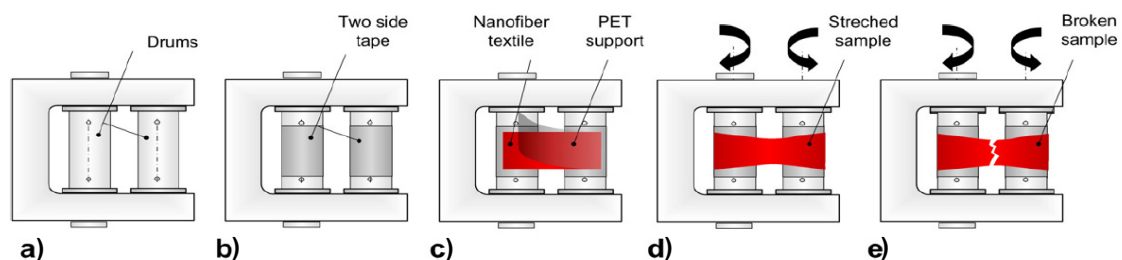 Drums
Two side
tape
Nanofiber
textile
PET
support
Streched
sample
Broken
sample
a)
b)
c)
d)
e)